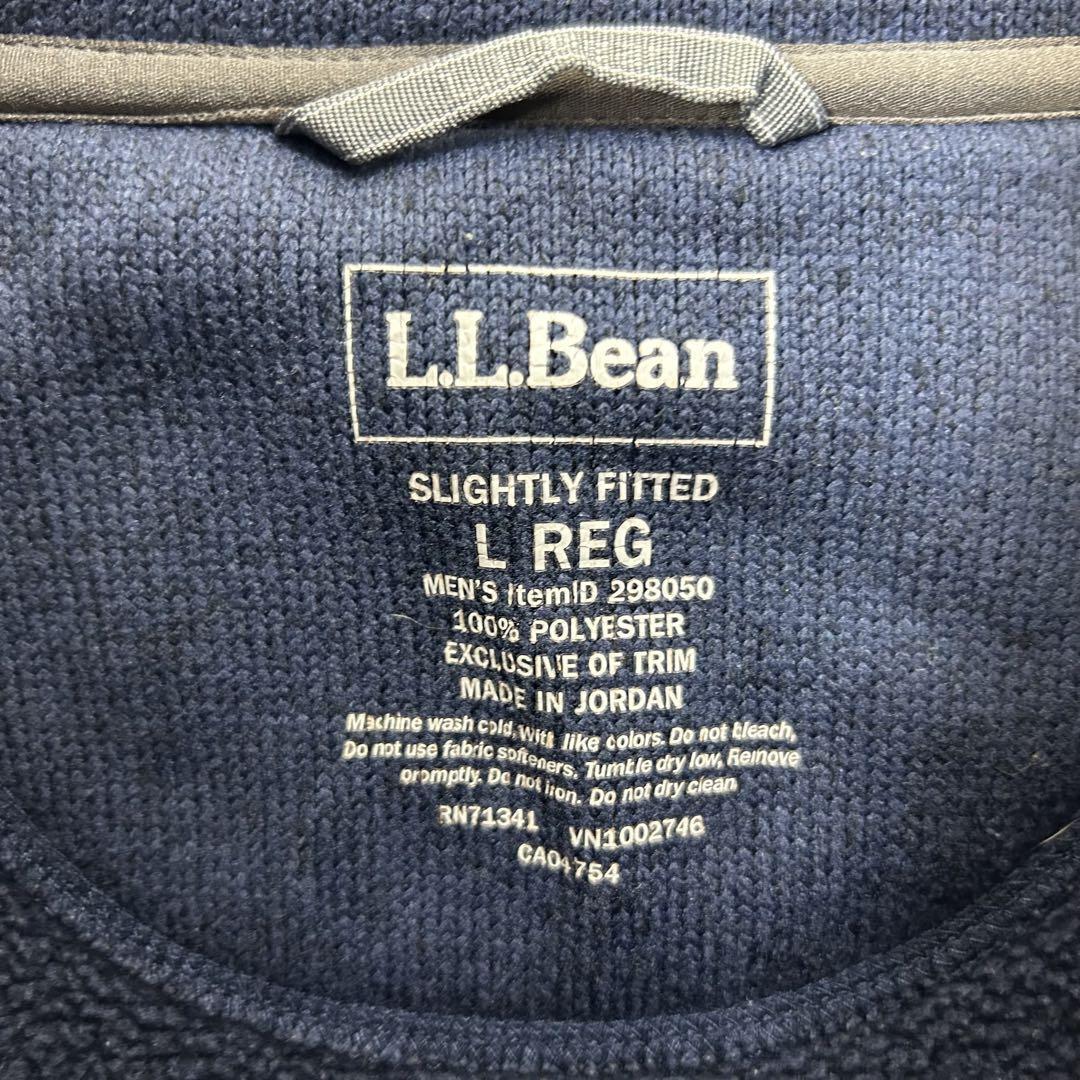 L.L.Bean
SLIGHTLY FITTED
L REG
MEN'S ItemID 298050
100% POLYESTER
EXCLUSIVE OF TRIM
MADE IN JORDAN
Machine wash cold, with like colors. Do not bleach,
Do not use fabric softeners. Tumble dry low, Remove
promptly. Do not iron. Do not dry clean
RN71341 VN1002746
CA04754